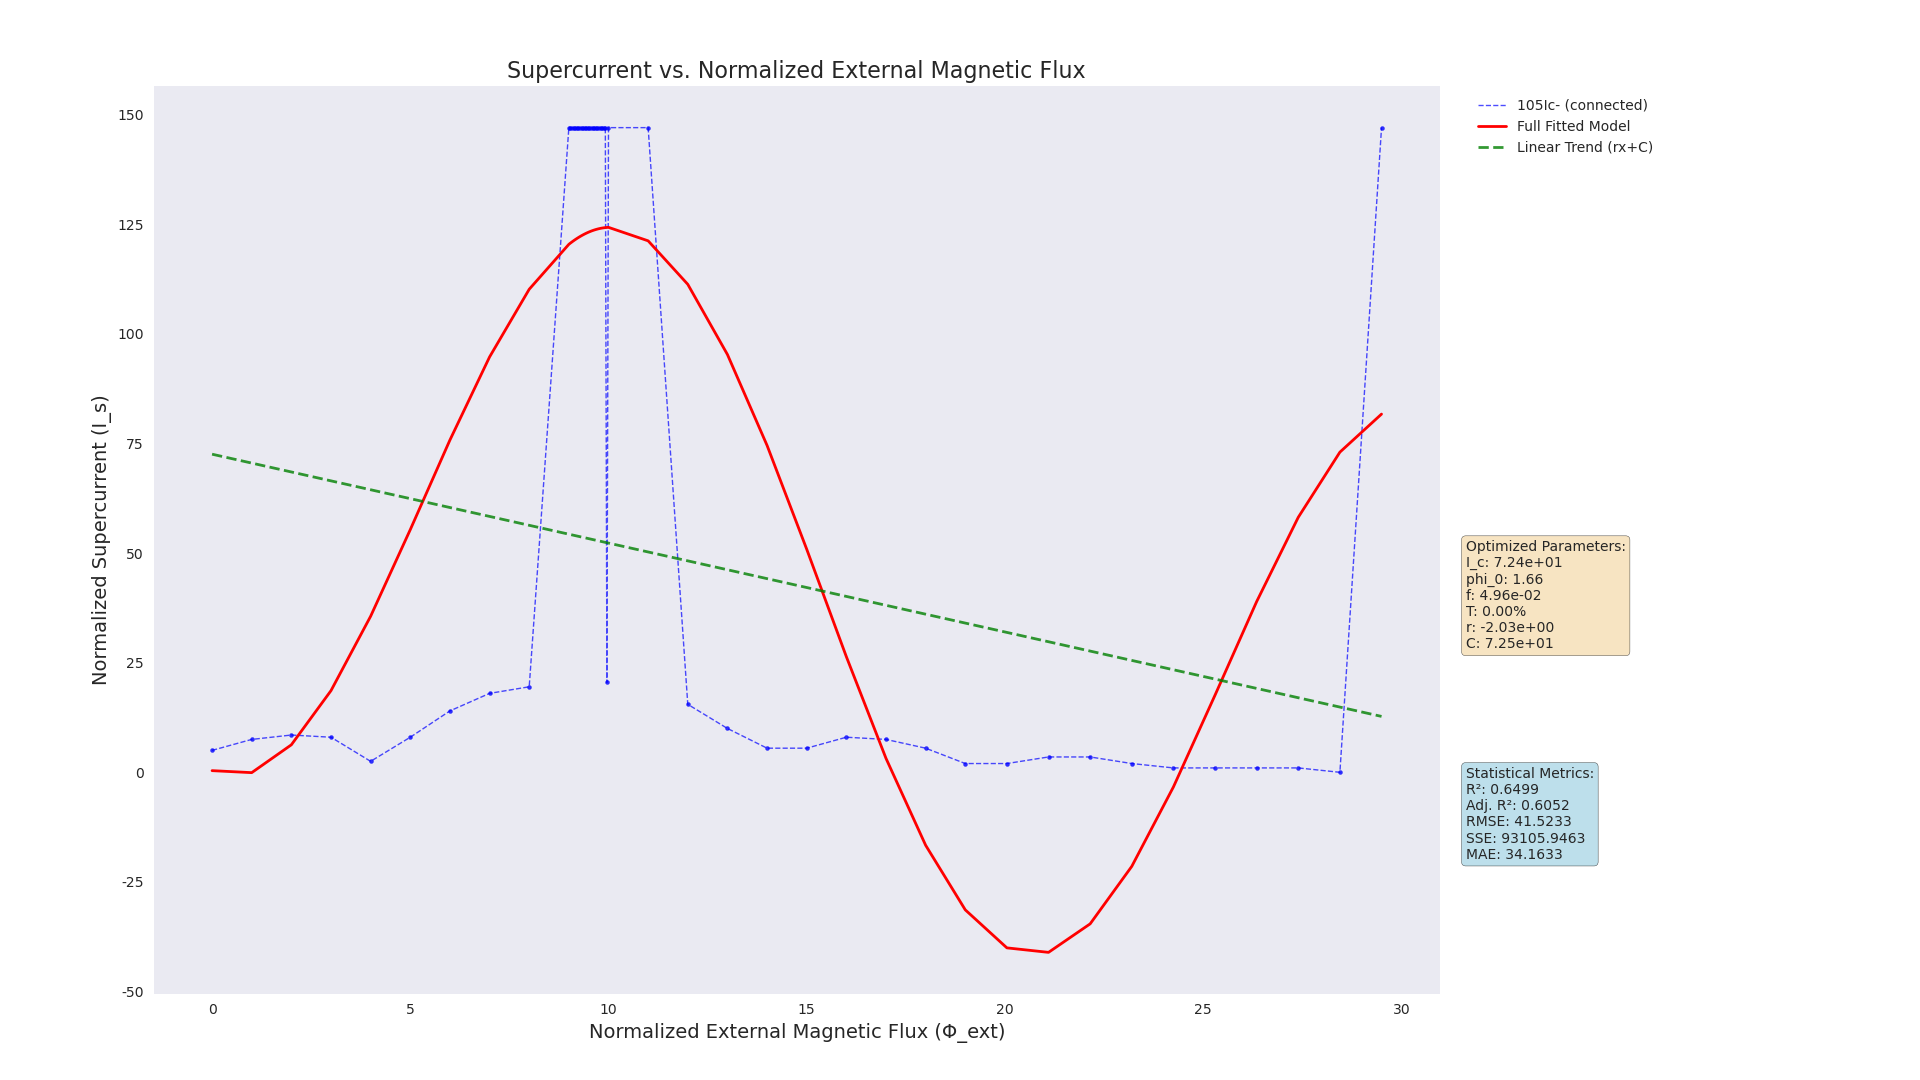 Supercurrent vs. Normalized External Magnetic Flux
150
125
100
75
50
25
0
-25
-50
Normalized Supercurrent (I_s)
0 5 10 15 20 25 30
Normalized External Magnetic Flux (Φ_ext)
105Ic- (connected)
Full Fitted Model
Linear Trend (rx+C)
Optimized Parameters:
I_c: 7.24e+01
phi_0: 1.66
f: 4.96e-02
T: 0.00%
r: -2.03e+00
C: 7.25e+01
Statistical Metrics:
R²: 0.6499
Adj. R²: 0.6052
RMSE: 41.5233
SSE: 93105.9463
MAE: 34.1633